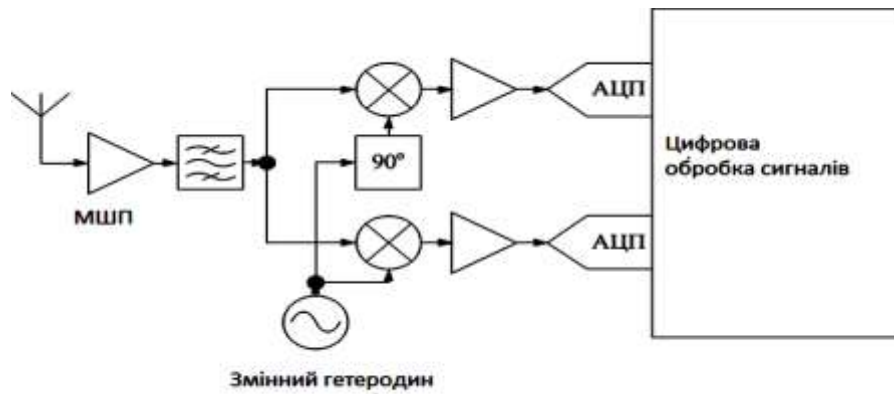 АЦП
90°
Цифрова
обробка сигналів
МШП
АЦП
Змінний гетеродин